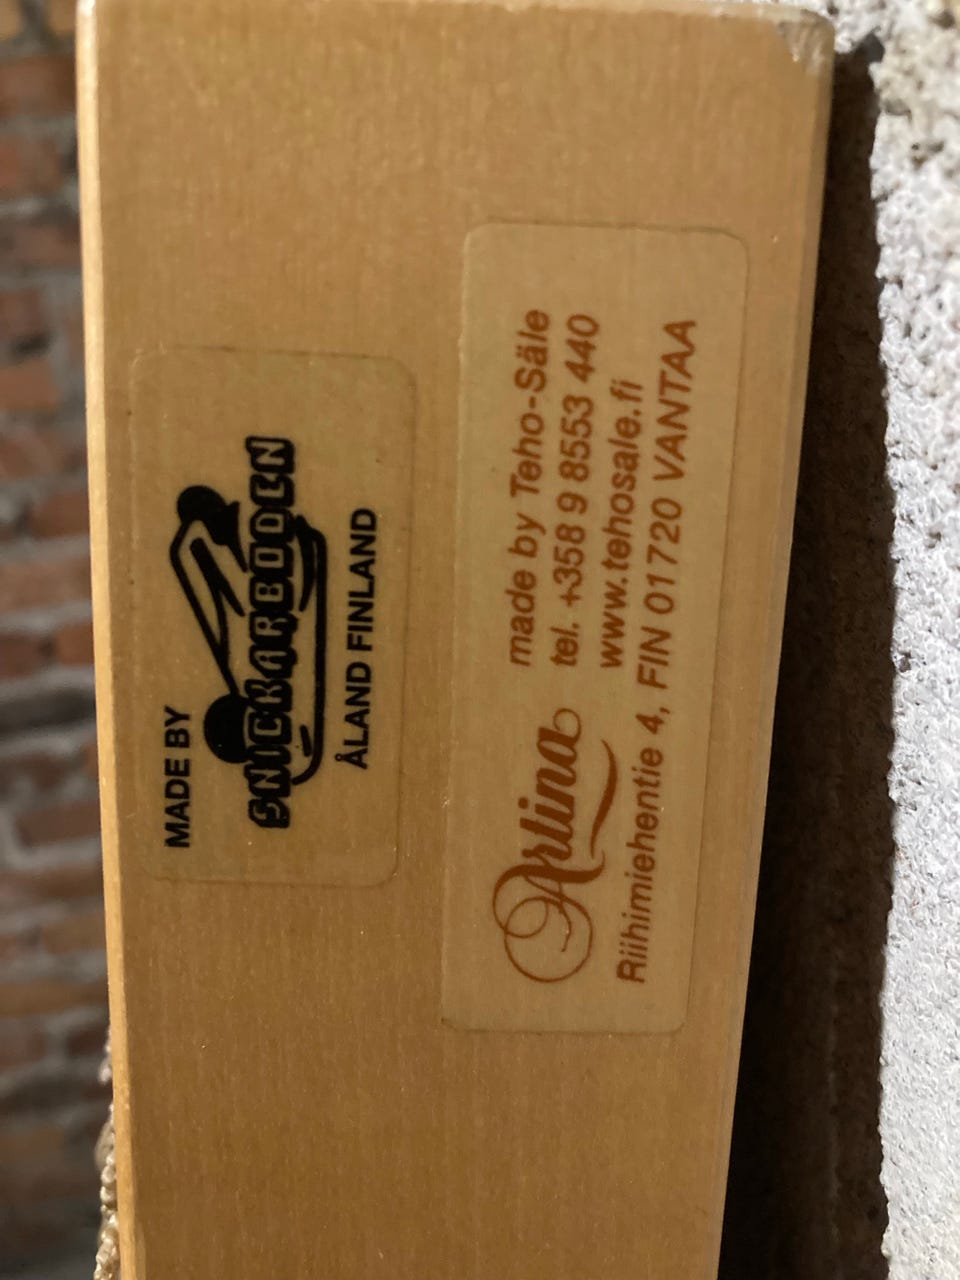 MADE BY
SNICKARBODEN
ÅLAND FINLAND
Artina
made by Teho-Säle
tel. +358 9 8553 440
www.tehosale.fi
Riihimiehentie 4, FIN 01720 VANTAA